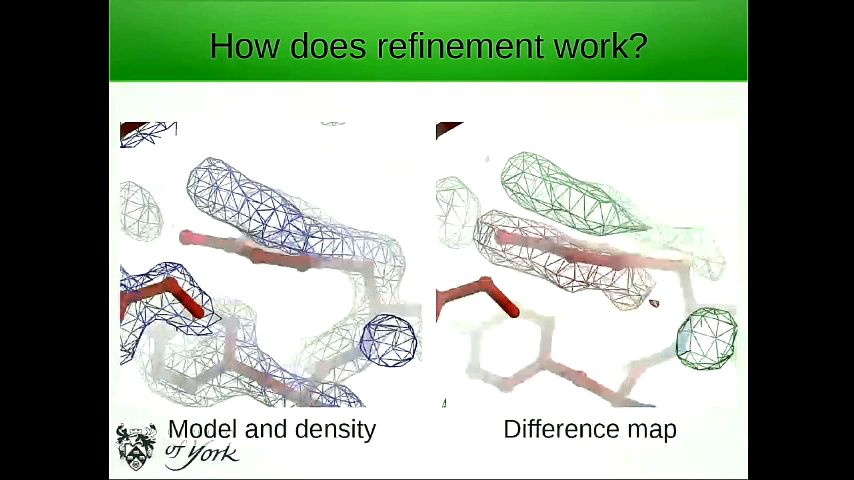 How does refinement work?
Model and density
Difference map
of York